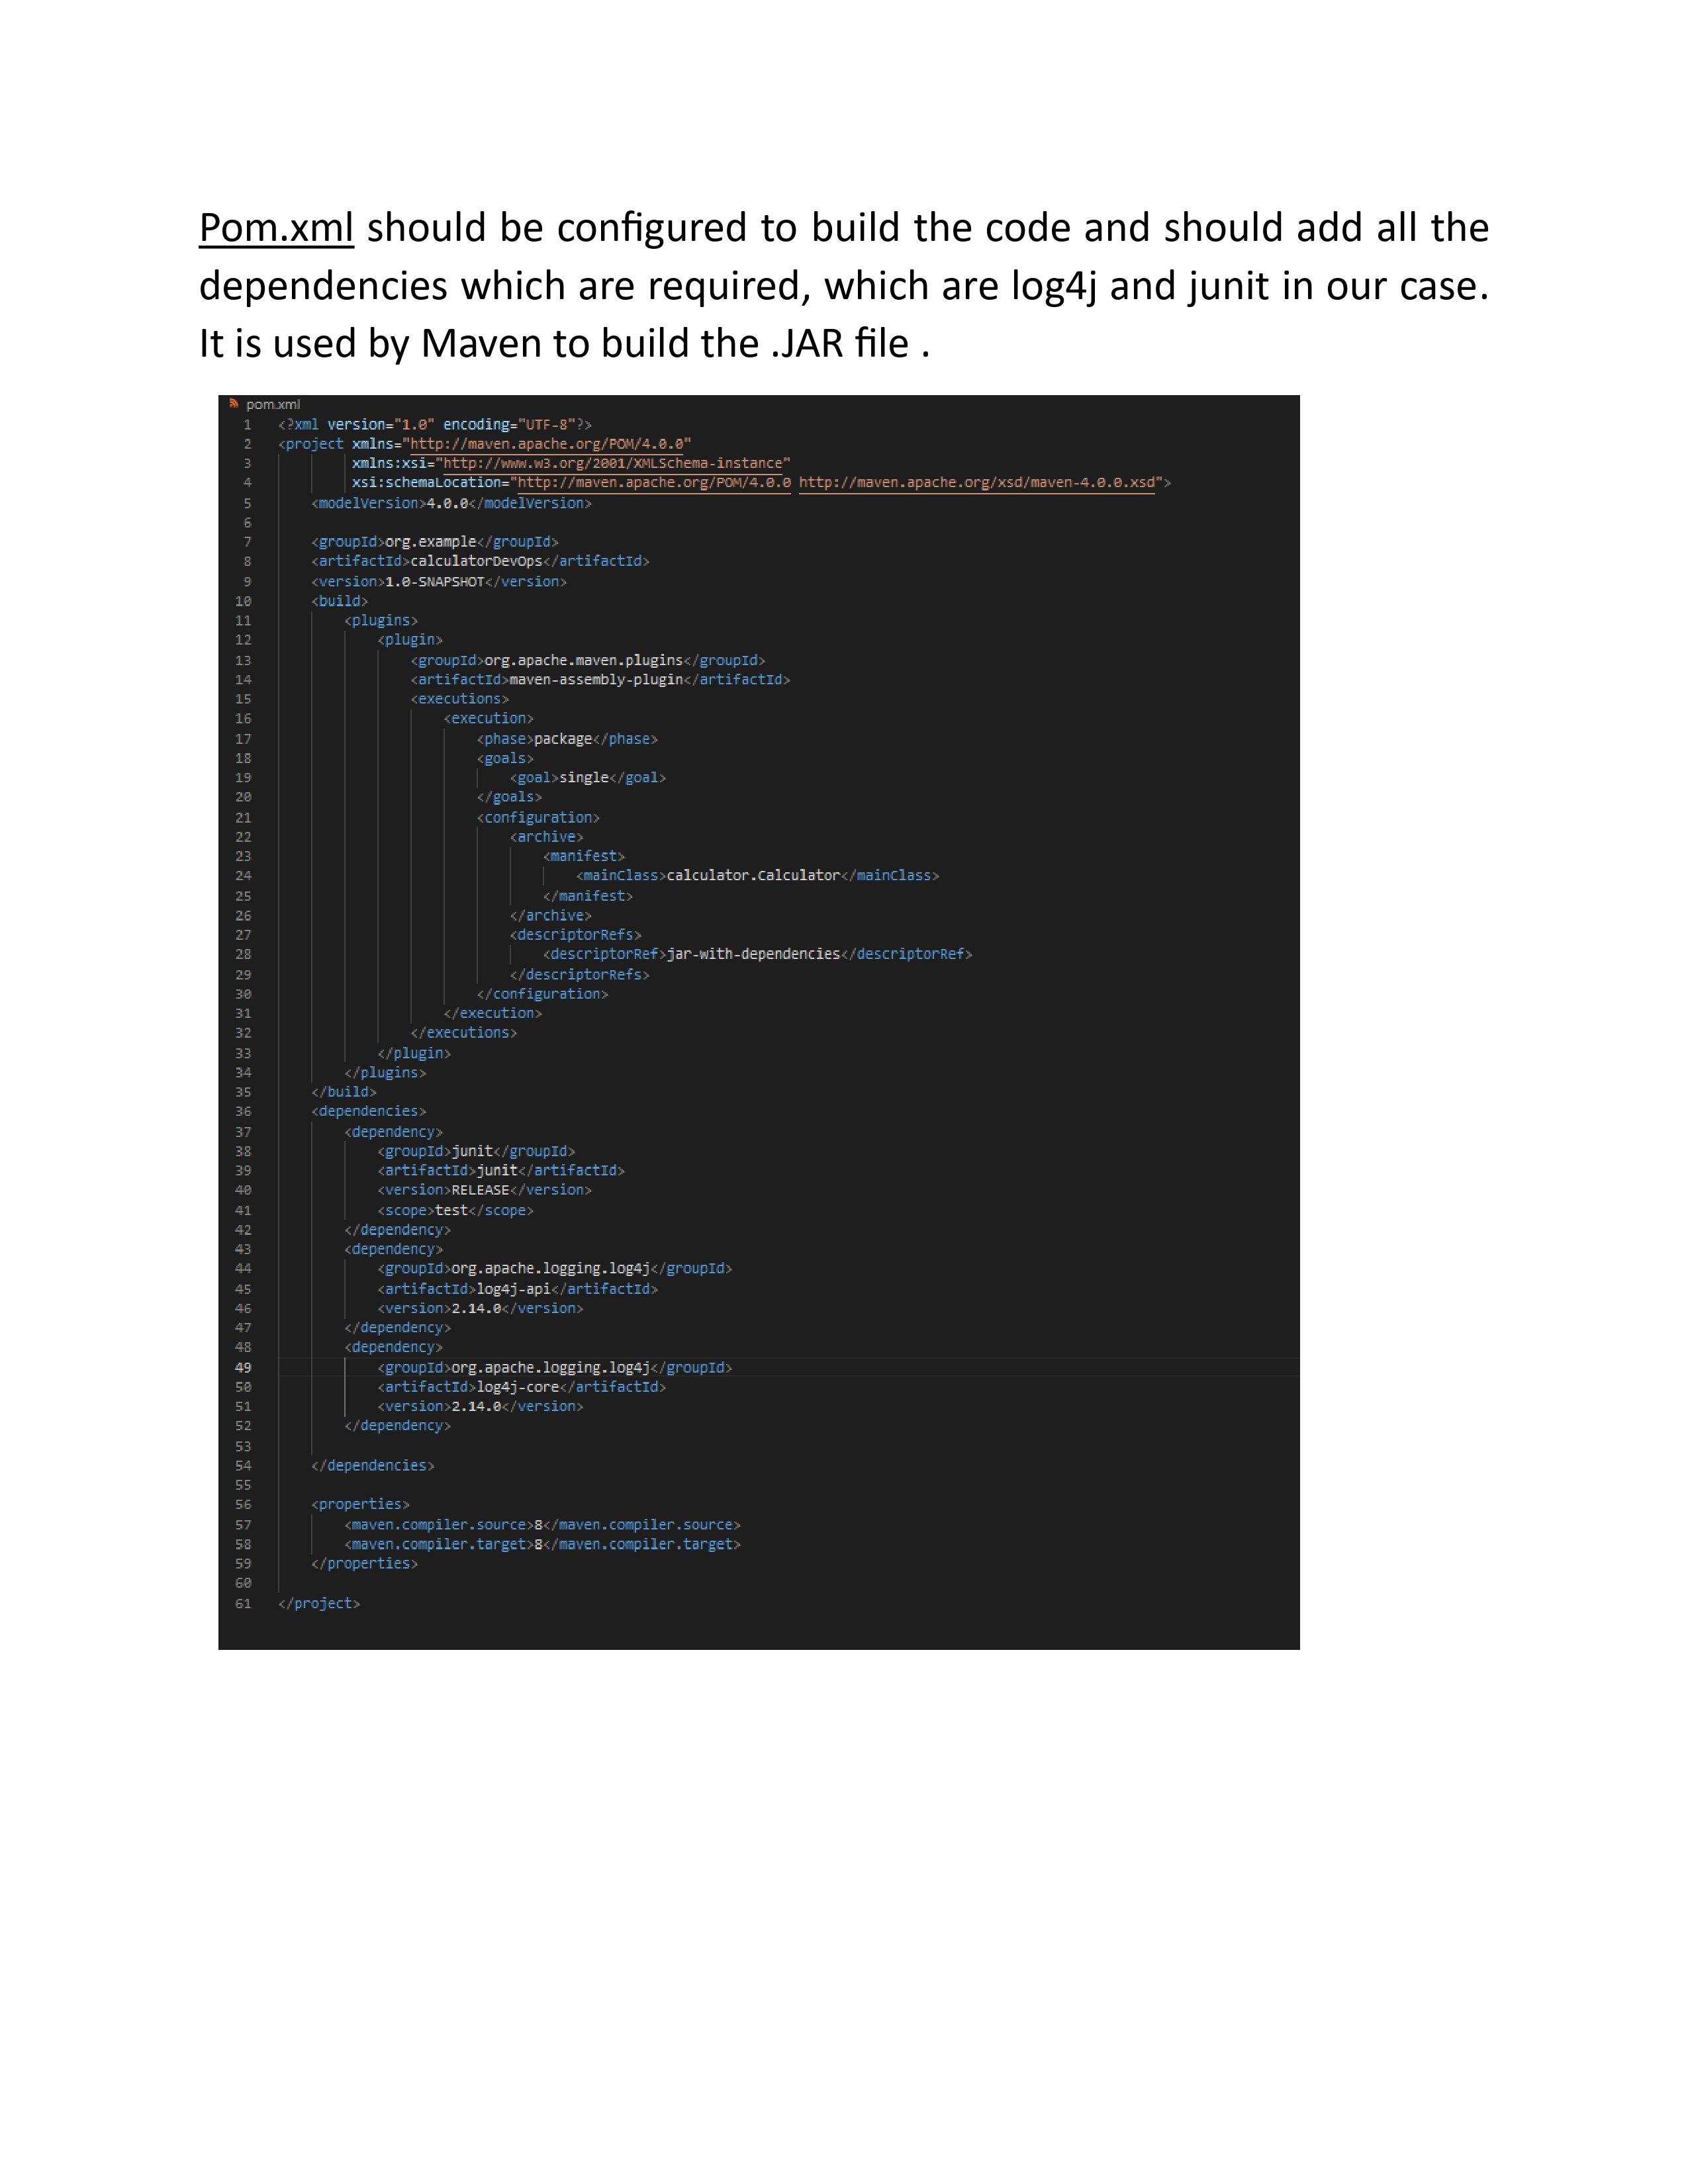 Pom.xml should be configured to build the code and should add all the
dependencies which are required, which are log4j and junit in our case.
It is used by Maven to build the .JAR file .
pom.xml
1 <?xml version="1.0" encoding="UTF-8"?>
2 <project xmlns="http://maven.apache.org/POM/4.0.0"
3 xmlns:xsi="http://www.w3.org/2001/XMLSchema-instance"
4 xsi:schemaLocation="http://maven.apache.org/POM/4.0.0 http://maven.apache.org/xsd/maven-4.0.0.xsd">
5 <modelVersion>4.0.0</modelVersion>
6
7 <groupId>org.example</groupId>
8 <artifactId>calculatorDevOps</artifactId>
9 <version>1.0-SNAPSHOT</version>
10 <build>
11 <plugins>
12 <plugin>
13 <groupId>org.apache.maven.plugins</groupId>
14 <artifactId>maven-assembly-plugin</artifactId>
15 <executions>
16 <execution>
17 <phase>package</phase>
18 <goals>
19 <goal>single</goal>
20 </goals>
21 <configuration>
22 <archive>
23 <manifest>
24 <mainClass>calculator.Calculator</mainClass>
25 </manifest>
26 </archive>
27 <descriptorRefs>
28 <descriptorRef>jar-with-dependencies</descriptorRef>
29 </descriptorRefs>
30 </configuration>
31 </execution>
32 </executions>
33 </plugin>
34 </plugins>
35 </build>
36 <dependencies>
37 <dependency>
38 <groupId>junit</groupId>
39 <artifactId>junit</artifactId>
40 <version>RELEASE</version>
41 <scope>test</scope>
42 </dependency>
43 <dependency>
44 <groupId>org.apache.logging.log4j</groupId>
45 <artifactId>log4j-api</artifactId>
46 <version>2.14.0</version>
47 </dependency>
48 <dependency>
49 <groupId>org.apache.logging.log4j</groupId>
50 <artifactId>log4j-core</artifactId>
51 <version>2.14.0</version>
52 </dependency>
53
54 </dependencies>
55
56 <properties>
57 <maven.compiler.source>8</maven.compiler.source>
58 <maven.compiler.target>8</maven.compiler.target>
59 </properties>
60
61 </project>